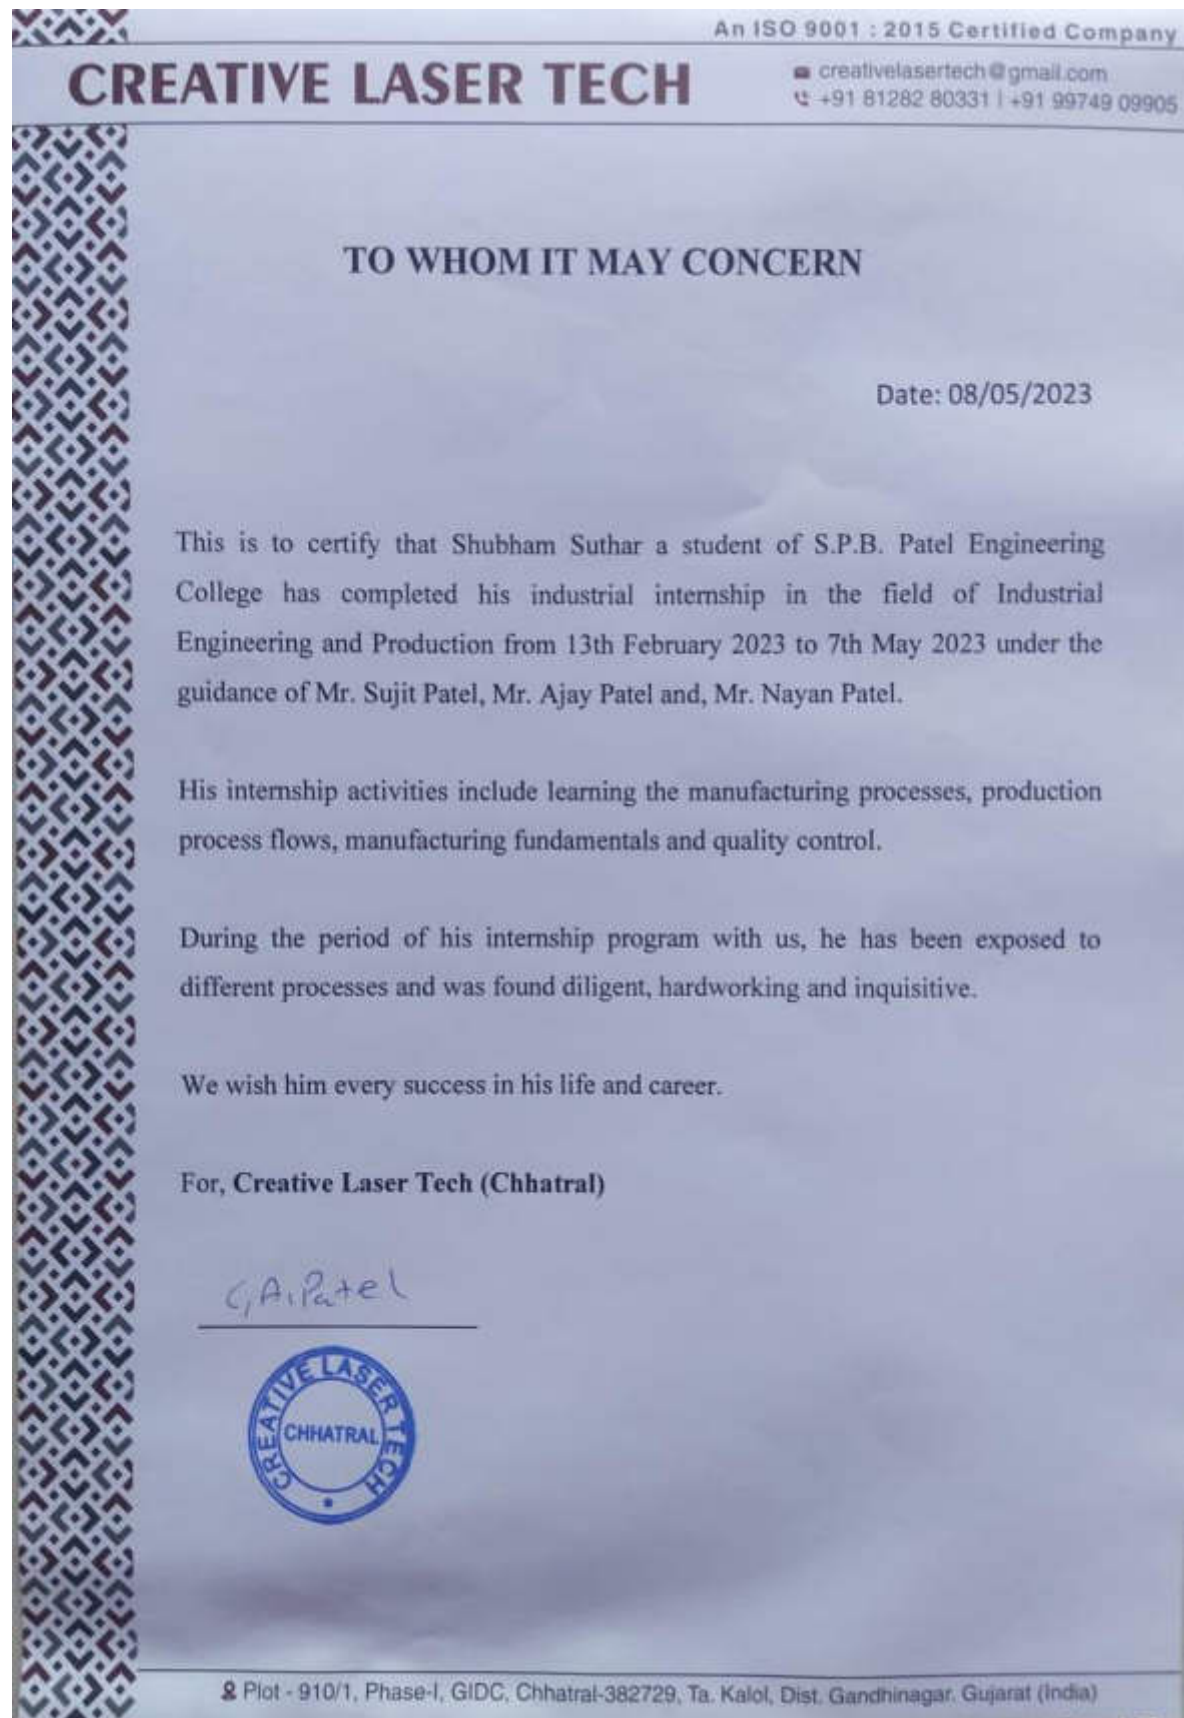 An ISO 9001 : 2015 Certified Company
CREATIVE LASER TECH
creativelasertech@gmail.com
+91 81282 80331 | +91 99749 09905
TO WHOM IT MAY CONCERN
Date: 08/05/2023
This is to certify that Shubham Suthar a student of S.P.B. Patel Engineering
College has completed his industrial internship in the field of Industrial
Engineering and Production from 13th February 2023 to 7th May 2023 under the
guidance of Mr. Sujit Patel, Mr. Ajay Patel and, Mr. Nayan Patel.
His internship activities include learning the manufacturing processes, production
process flows, manufacturing fundamentals and quality control.
During the period of his internship program with us, he has been exposed to
different processes and was found diligent, hardworking and inquisitive.
We wish him every success in his life and career.
For, Creative Laser Tech (Chhatral)
G.A.Patel
CREATIVE LASER TECH
CHHATRAL
Plot - 910/1, Phase-I, GIDC, Chhatral-382729, Ta. Kalol, Dist. Gandhinagar, Gujarat (India)